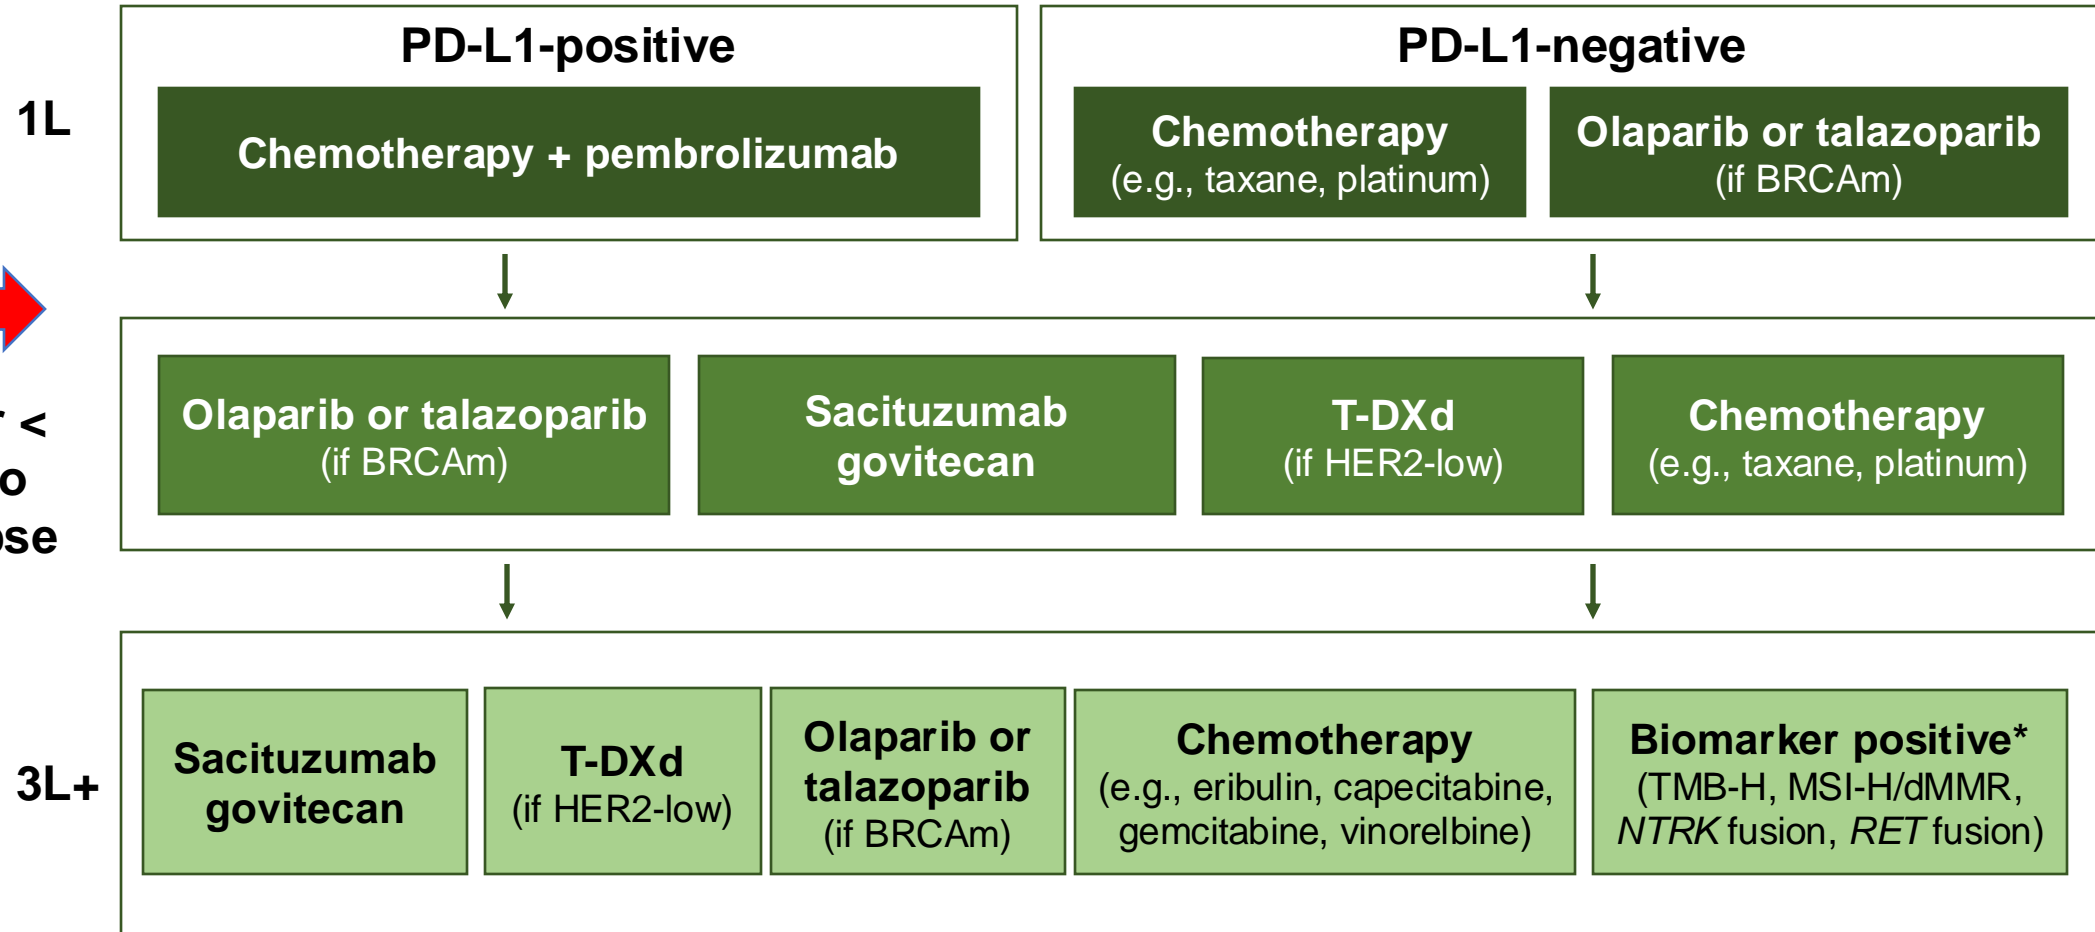 PD-L1-positive
PD-L1-negative
1L
Chemotherapy + pembrolizumab
Chemotherapy
(e.g., taxane, platinum)
Olaparib or talazoparib
(if BRCAm)
<
Olaparib or talazoparib
(if BRCAm)
Sacituzumab
govitecan
T-DXd
(if HER2-low)
Chemotherapy
(e.g., taxane, platinum)
3L+
Sacituzumab
govitecan
T-DXd
(if HER2-low)
Olaparib or
talazoparib
(if BRCAm)
Chemotherapy
(e.g., eribulin, capecitabine,
gemcitabine, vinorelbine)
Biomarker positive*
(TMB-H, MSI-H/dMMR,
NTRK fusion, RET fusion)